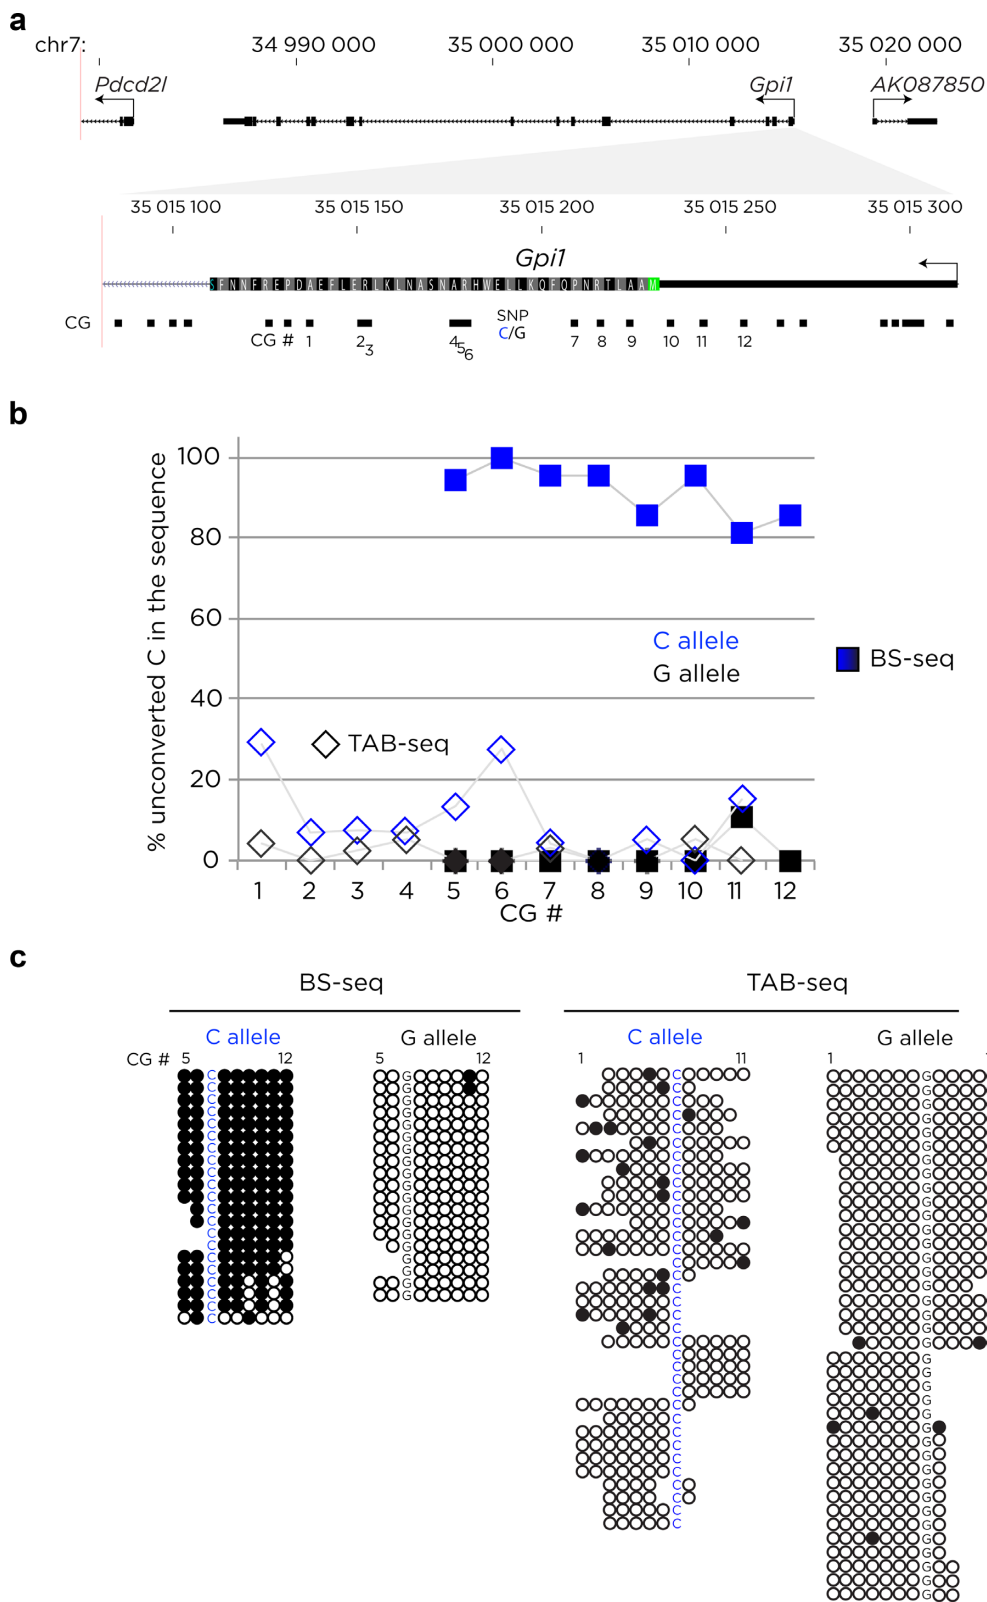 a
chr7: 34 990 000 35 000 000 35 010 000 35 020 000
Pdcd2l Gpi1 AK087850
35 015 100 35 015 150 35 015 200 35 015 250 35 015 300
Gpi1
S F N N F R E P D A E F L E R L K L N A S N A R H W E L L K Q F Q P N R T L A A M
CG
SNP
C/G
CG # 1 2 3 4 5 6 7 8 9 10 11 12
b
% unconverted C in the sequence
100
80
60
40
20
0
C allele
G allele
BS-seq
TAB-seq
1 2 3 4 5 6 7 8 9 10 11 12
CG #
c
BS-seq TAB-seq
C allele G allele C allele G allele
CG # 5 12 5 12 1 11 1